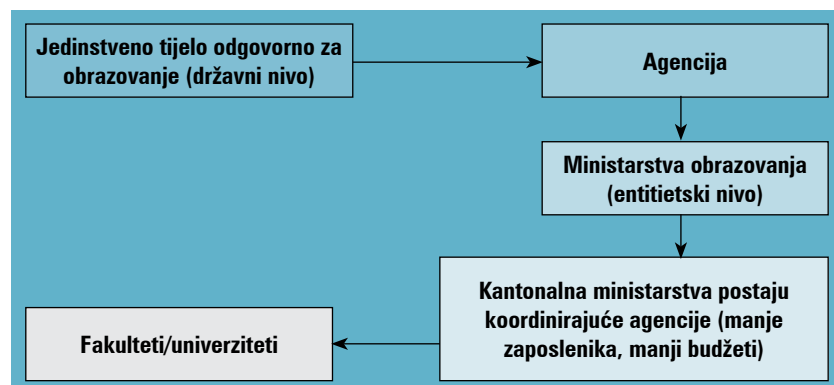 Jedinstveno tijelo odgovorno za
obrazovanje (državni nivo)
Agencija
Ministarstva obrazovanja
(entitietski nivo)
Kantonalna ministarstva postaju
koordinirajuće agencije (manje
zaposlenika, manji budžeti)
Fakulteti/univerziteti